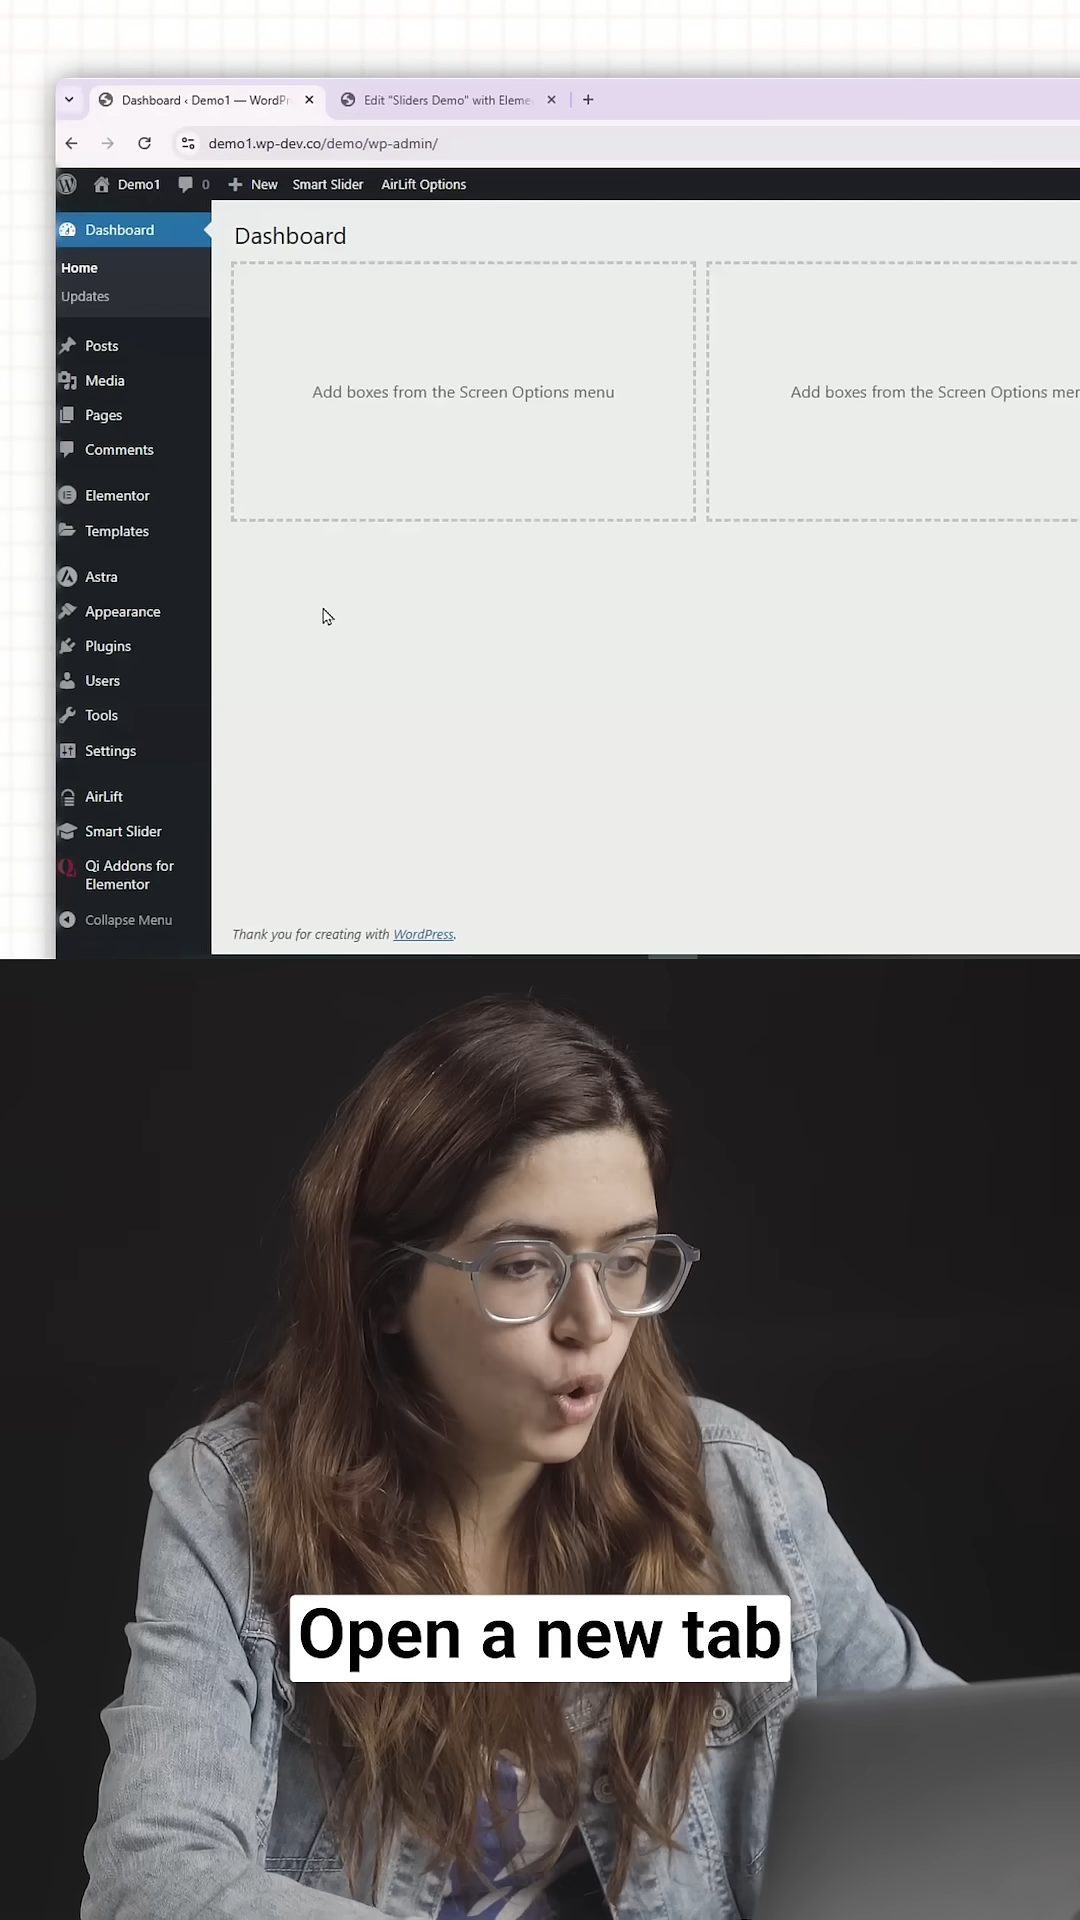 Dashboard ‹ Demo1 — WordPr
Edit "Sliders Demo" with Eleme
demo1.wp-dev.co/demo/wp-admin/
Demo1
0
New
Smart Slider
AirLift Options
Dashboard
Home
Updates
Posts
Media
Pages
Comments
Elementor
Templates
Astra
Appearance
Plugins
Users
Tools
Settings
AirLift
Smart Slider
Qi Addons for
Elementor
Collapse Menu
Dashboard
Add boxes from the Screen Options menu
Add boxes from the Screen Options mer
Thank you for creating with WordPress.
Open a new tab